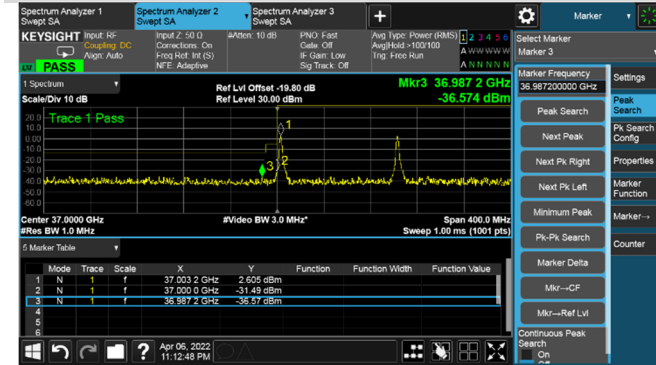 Spectrum Analyzer 1
Swept SA
Spectrum Analyzer 2
Swept SA
Spectrum Analyzer 3
Swept SA
+
Marker
KEYSIGHT
Input: RF
Coupling: DC
Align: Auto
Input Z: 50 Ω
Corrections: On
Freq Ref: Int (S)
NFE: Adaptive
#Atten: 10 dB
PNO: Fast
Gate: Off
IF Gain: Low
Sig Track: Off
Avg Type: Power (RMS)
Avg|Hold: >100/100
Trig: Free Run
1 2 3 4 5 6
A W W W W W
A N N N N N
PASS
Select Marker
Marker 3
1 Spectrum
Scale/Div 10 dB
Ref Lvl Offset -19.80 dB
Ref Level 30.00 dBm
Mkr3 36.987 2 GHz
-36.574 dBm
Trace 1 Pass
20.0
10.0
0.00
-10.0
-20.0
-30.0
-40.0
-50.0
-60.0
1
2
3
Center 37.0000 GHz
#Res BW 1.0 MHz
#Video BW 3.0 MHz*
Span 400.0 MHz
Sweep 1.00 ms (1001 pts)
5 Marker Table
Mode Trace Scale X Y Function Function Width Function Value
1 N 1 f 37.003 2 GHz 2.605 dBm
2 N 1 f 37.000 0 GHz -31.49 dBm
3 N 1 f 36.987 2 GHz -36.57 dBm
4
5
6
Apr 06, 2022
11:12:48 PM
Marker Frequency
36.987200000 GHz
Peak Search
Next Peak
Next Pk Right
Next Pk Left
Minimum Peak
Pk-Pk Search
Marker Delta
Mkr→CF
Mkr→Ref Lvl
Continuous Peak
Search
On
Off
Settings
Peak
Search
Pk Search
Config
Properties
Marker
Function
Marker→
Counter